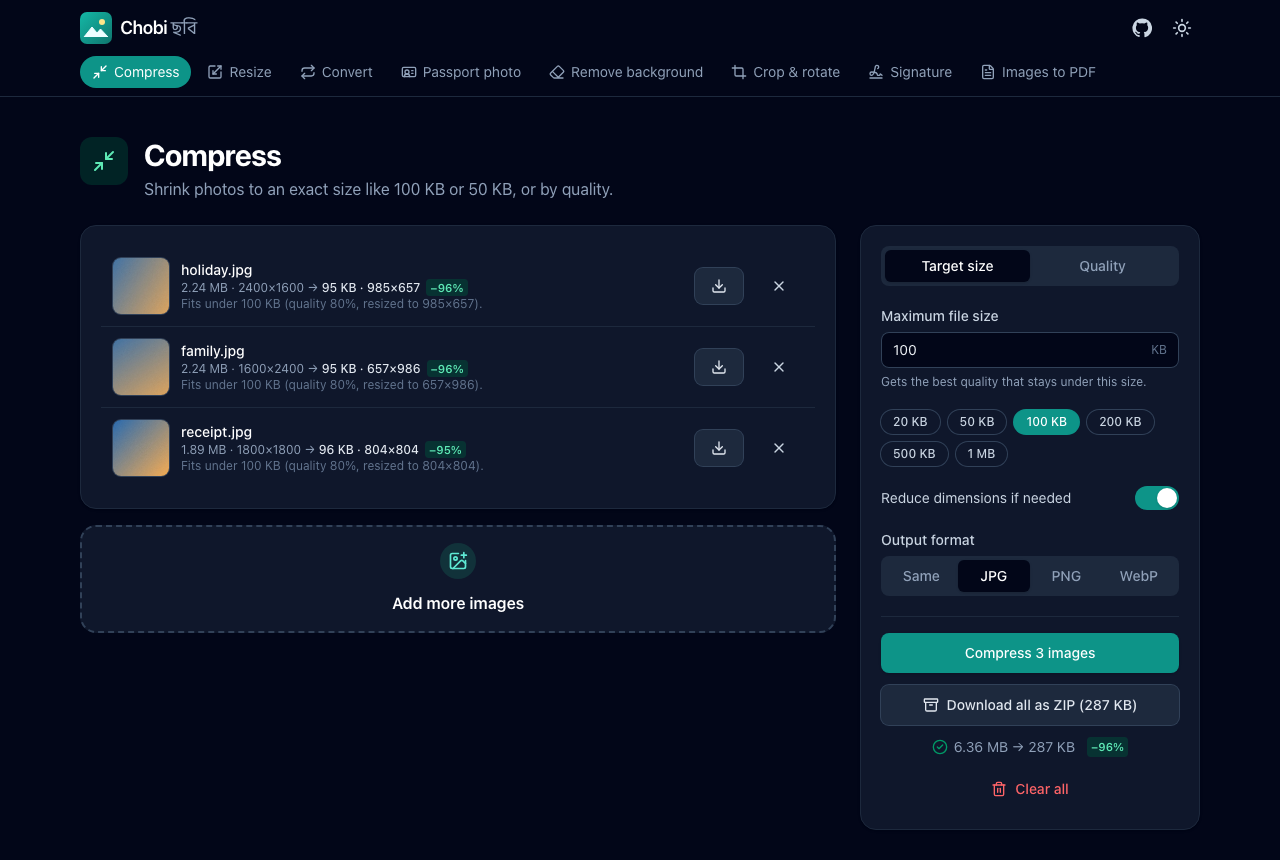 Chobi ছবি
Compress
Resize
Convert
Passport photo
Remove background
Crop & rotate
Signature
Images to PDF
Compress
Shrink photos to an exact size like 100 KB or 50 KB, or by quality.
holiday.jpg
2.24 MB · 2400×1600 → 95 KB · 985×657 −96%
Fits under 100 KB (quality 80%, resized to 985×657).
family.jpg
2.24 MB · 1600×2400 → 95 KB · 657×986 −96%
Fits under 100 KB (quality 80%, resized to 657×986).
receipt.jpg
1.89 MB · 1800×1800 → 96 KB · 804×804 −95%
Fits under 100 KB (quality 80%, resized to 804×804).
Add more images
Target size
Quality
Maximum file size
100 KB
Gets the best quality that stays under this size.
20 KB
50 KB
100 KB
200 KB
500 KB
1 MB
Reduce dimensions if needed
Output format
Same
JPG
PNG
WebP
Compress 3 images
Download all as ZIP (287 KB)
6.36 MB → 287 KB −96%
Clear all